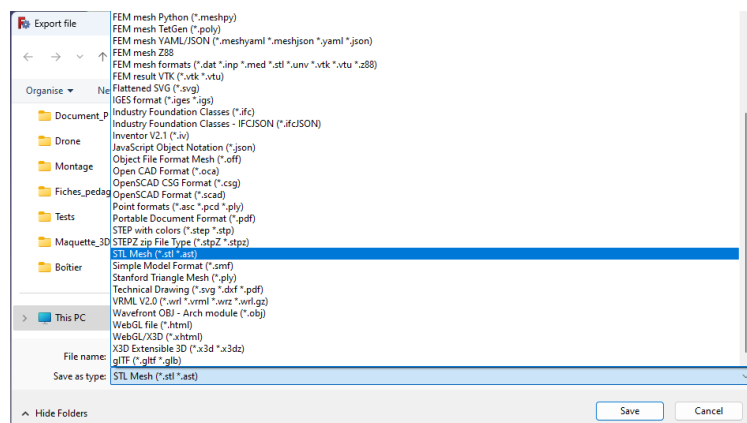 Export file
FEM mesh Python (*.meshpy)
FEM mesh TetGen (*.poly)
FEM mesh YAML/JSON (*.meshyaml *.meshjson *.yaml *.json)
FEM mesh Z88
FEM mesh formats (*.dat *.inp *.med *.stl *.unv *.vtk *.vtu *.z88)
FEM result VTK (*.vtk *.vtu)
Flattened SVG (*.svg)
IGES format (*.iges *.igs)
Industry Foundation Classes (*.ifc)
Industry Foundation Classes - IFCJSON (*.ifcJSON)
Inventor V2.1 (*.iv)
JavaScript Object Notation (*.json)
Object File Format Mesh (*.off)
Open CAD Format (*.oca)
OpenSCAD CSG Format (*.csg)
OpenSCAD Format (*.scad)
Point formats (*.asc *.pcd *.ply)
Portable Document Format (*.pdf)
STEP with colors (*.step *.stp)
STEPZ zip File Type (*.stpZ *.stpz)
STL Mesh (*.stl *.ast)
Simple Model Format (*.smf)
Stanford Triangle Mesh (*.ply)
Technical Drawing (*.svg *.dxf *.pdf)
VRML V2.0 (*.wrl *.vrml *.wrz *.wrl.gz)
Wavefront OBJ - Arch module (*.obj)
WebGL file (*.html)
WebGL/X3D (*.xhtml)
X3D Extensible 3D (*.x3d *.x3dz)
glTF (*.gltf *.glb)
Organise
Ne
Document_P
Drone
Montage
Fiches_pedag
Tests
Maquette_3D
Boîtier
This PC
File name:
Save as type: STL Mesh (*.stl *.ast)
Hide Folders
Save
Cancel